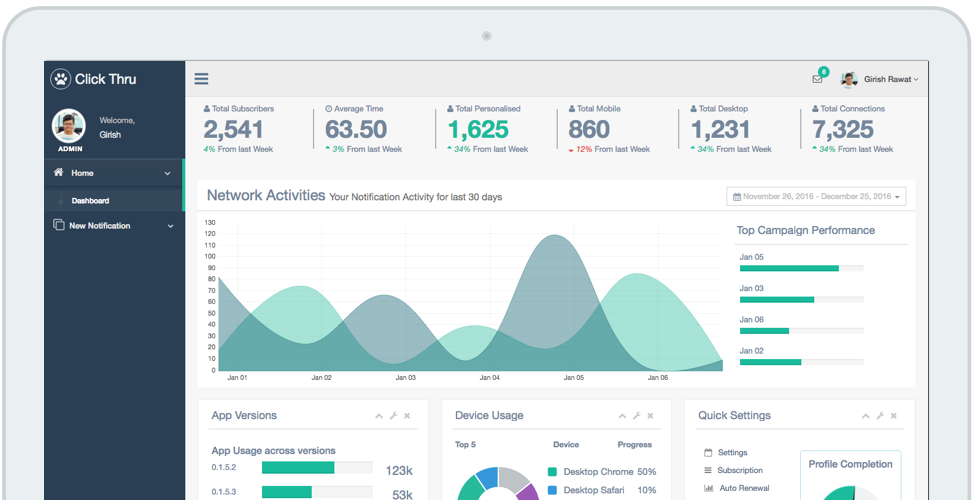 Click Thru
6
Girish Rawat
Welcome,
Girish
ADMIN
Home
Dashboard
New Notification
Total Subscribers
2,541
4% From last Week
Average Time
63.50
3% From last Week
Total Personalised
1,625
34% From last Week
Total Mobile
860
12% From last Week
Total Desktop
1,231
34% From last Week
Total Connections
7,325
34% From last Week
Network Activities Your Notification Activity for last 30 days
November 26, 2016 - December 25, 2016
130
120
110
100
90
80
70
60
50
40
30
20
10
0
Jan 01 Jan 02 Jan 03 Jan 04 Jan 05 Jan 06
Top Campaign Performance
Jan 05
Jan 03
Jan 06
Jan 02
App Versions
App Usage across versions
0.1.5.2 123k
0.1.5.3 53k
Device Usage
Top 5 Device Progress
Desktop Chrome 50%
Desktop Safari 10%
Quick Settings
Settings
Subscription
Auto Renewal
Profile Completion